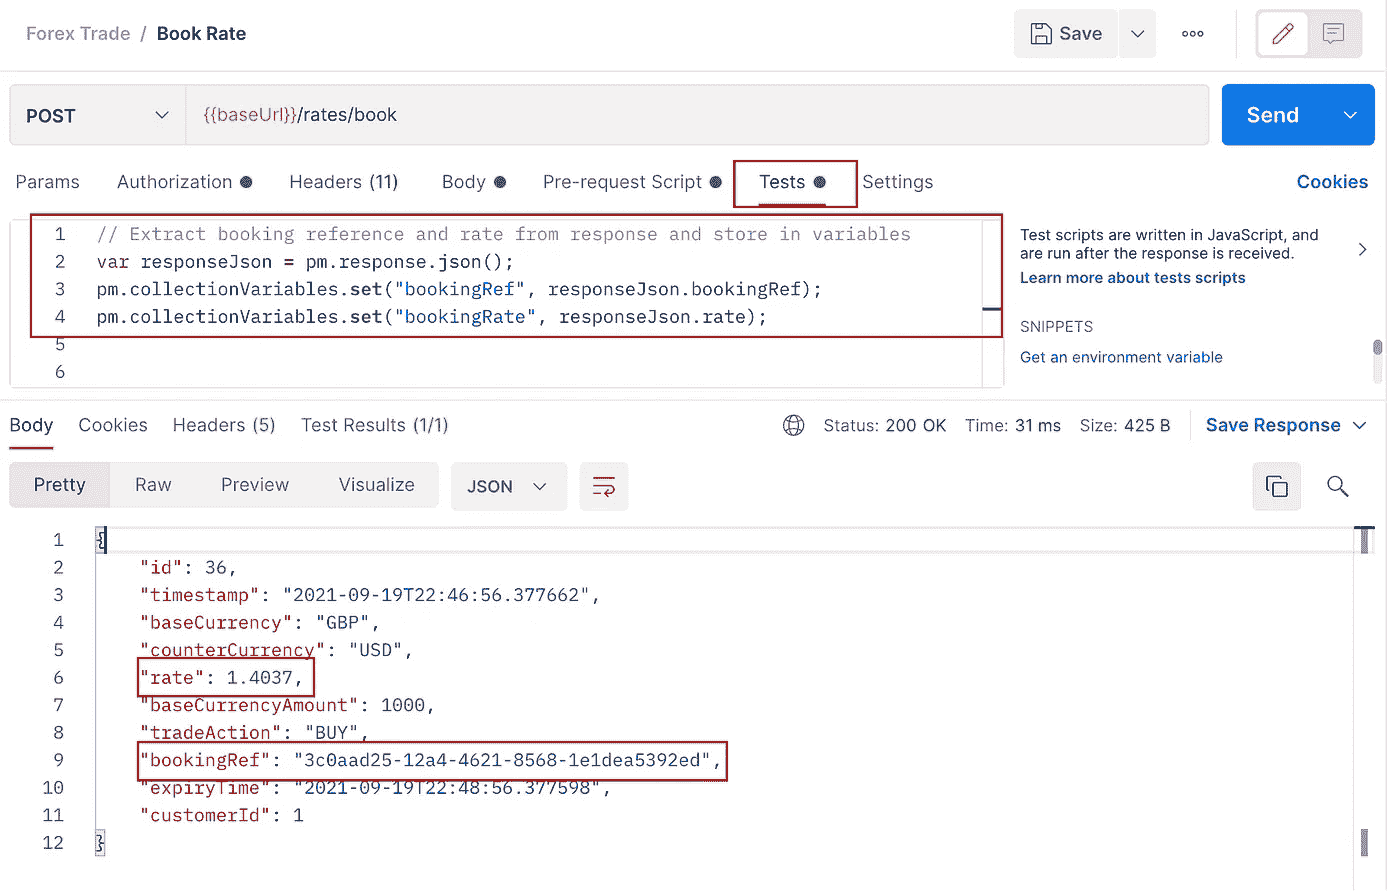 Forex Trade / Book Rate
Save
POST
{{baseUrl}}/rates/book
Send
Params Authorization Headers (11) Body Pre-request Script Tests Settings Cookies
1 // Extract booking reference and rate from response and store in variables
2 var responseJson = pm.response.json();
3 pm.collectionVariables.set("bookingRef", responseJson.bookingRef);
4 pm.collectionVariables.set("bookingRate", responseJson.rate);
5
6
Test scripts are written in JavaScript, and
are run after the response is received.
Learn more about tests scripts
SNIPPETS
Get an environment variable
Body Cookies Headers (5) Test Results (1/1) Status: 200 OK Time: 31 ms Size: 425 B Save Response
Pretty Raw Preview Visualize JSON
1 {
2 "id": 36,
3 "timestamp": "2021-09-19T22:46:56.377662",
4 "baseCurrency": "GBP",
5 "counterCurrency": "USD",
6 "rate": 1.4037,
7 "baseCurrencyAmount": 1000,
8 "tradeAction": "BUY",
9 "bookingRef": "3c0aad25-12a4-4621-8568-1e1dea5392ed",
10 "expiryTime": "2021-09-19T22:48:56.377598",
11 "customerId": 1
12 }